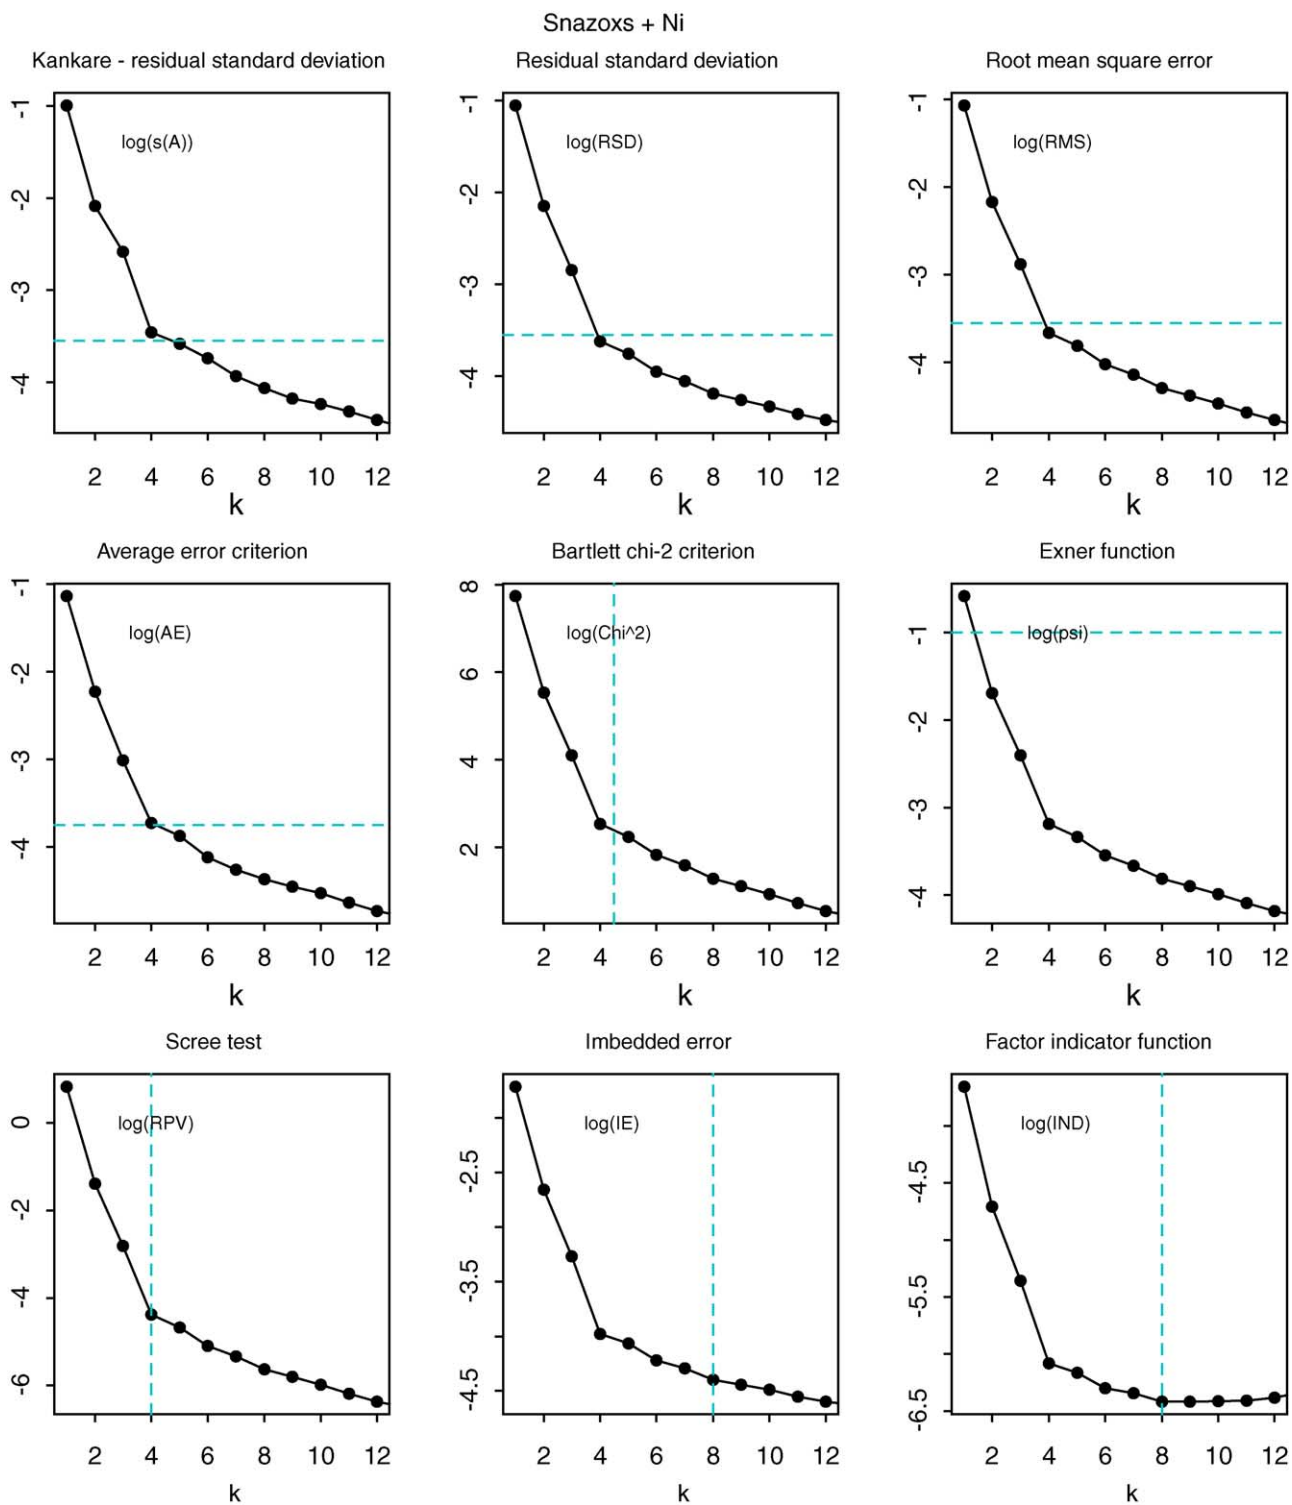 Snazoxs + Ni
Kankare - residual standard deviation
log(s(A))
-1
-2
-3
-4
2 4 6 8 10 12
k
Residual standard deviation
log(RSD)
-1
-2
-3
-4
2 4 6 8 10 12
k
Root mean square error
log(RMS)
-1
-2
-3
-4
2 4 6 8 10 12
k
Average error criterion
log(AE)
-1
-2
-3
-4
2 4 6 8 10 12
k
Bartlett chi-2 criterion
log(Chi^2)
8
6
4
2
2 4 6 8 10 12
k
Exner function
log(psi)
-1
-2
-3
-4
2 4 6 8 10 12
k
Scree test
log(RPV)
0
-2
-4
-6
2 4 6 8 10 12
k
Imbedded error
log(IE)
-2.5
-3.5
-4.5
2 4 6 8 10 12
k
Factor indicator function
log(IND)
-4.5
-5.5
-6.5
2 4 6 8 10 12
k